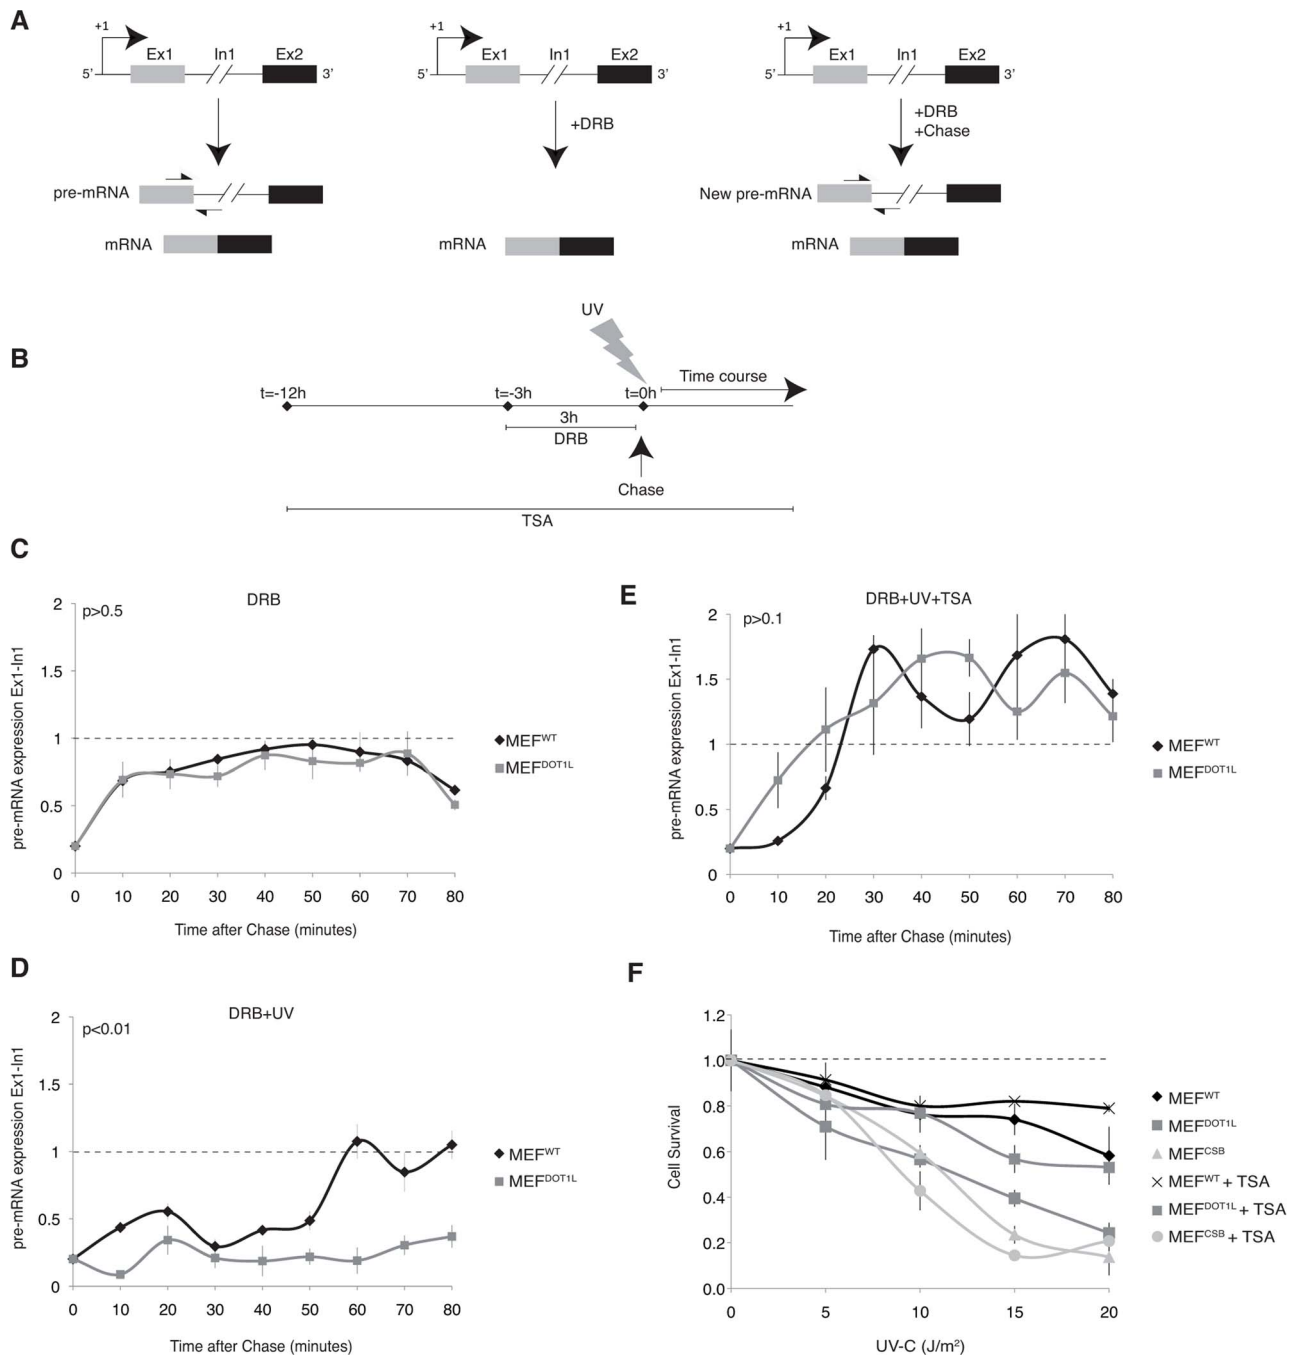 A
+1
Ex1 In1 Ex2
5’ 3’
pre-mRNA
mRNA
+1
Ex1 In1 Ex2
5’ 3’
+DRB
mRNA
+1
Ex1 In1 Ex2
5’ 3’
+DRB
+Chase
New pre-mRNA
mRNA
B
UV
Time course
t=-12h t=-3h t=0h
3h
DRB
Chase
TSA
C
DRB
p>0.5
pre-mRNA expression Ex1-In1
2
1.5
1
0.5
0
0 10 20 30 40 50 60 70 80
Time after Chase (minutes)
MEFWT
MEFDOT1L
D
DRB+UV
p<0.01
pre-mRNA expression Ex1-In1
2
1.5
1
0.5
0
0 10 20 30 40 50 60 70 80
Time after Chase (minutes)
MEFWT
MEFDOT1L
E
DRB+UV+TSA
p>0.1
pre-mRNA expression Ex1-In1
2
1.5
1
0.5
0
0 10 20 30 40 50 60 70 80
Time after Chase (minutes)
MEFWT
MEFDOT1L
F
Cell Survival
1.2
1.0
0.8
0.6
0.4
0.2
0.0
0 5 10 15 20
UV-C (J/m²)
MEFWT
MEFDOT1L
MEFCSB
MEFWT + TSA
MEFDOT1L + TSA
MEFCSB + TSA